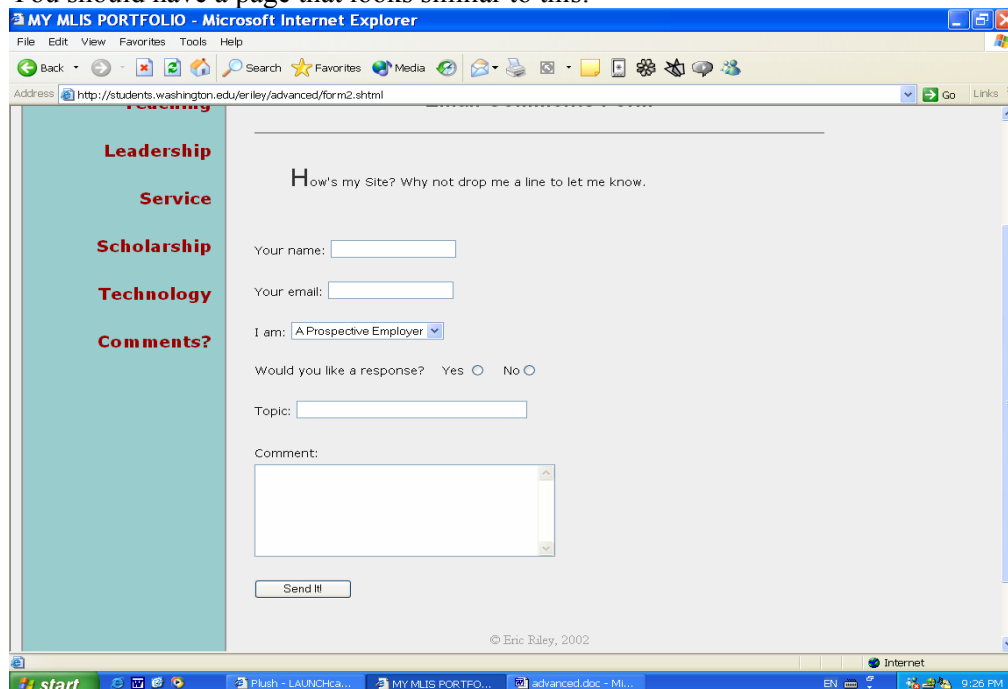 You should have a page that looks similar to this:
MY MLIS PORTFOLIO - Microsoft Internet Explorer
File Edit View Favorites Tools Help
Back Search Favorites Media
Address http://students.washington.edu/eriley/advanced/form2.shtml Go Links
Teaching
Email Comments Form
Leadership
How's my Site? Why not drop me a line to let me know.
Service
Scholarship
Your name:
Technology
Your email:
Comments?
I am: A Prospective Employer
Would you like a response? Yes No
Topic:
Comment:
Send It!
© Eric Riley, 2002
Internet
start Plush - LAUNCHca... MY MLIS PORTFO... advanced.doc - Mi... EN 9:26 PM